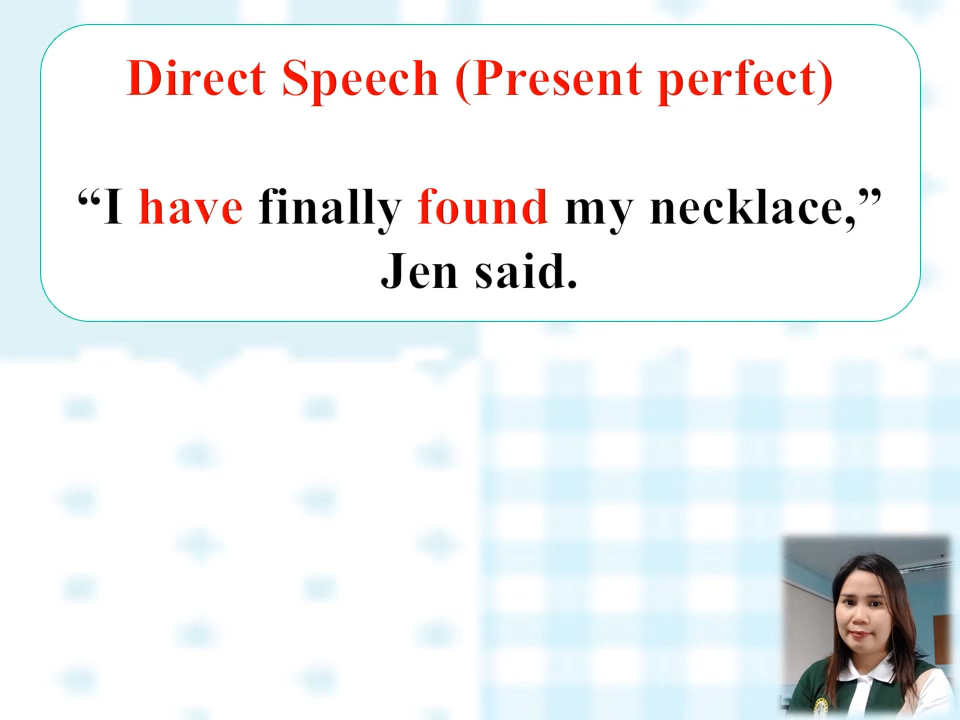 Direct Speech (Present perfect)
“I have finally found my necklace,”
Jen said.